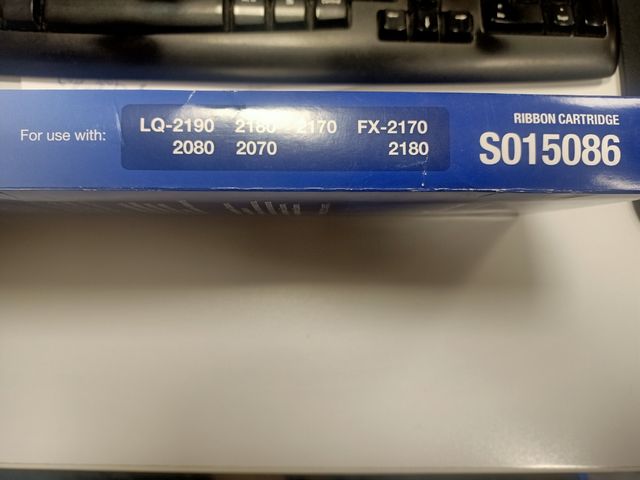 For use with:
LQ-2190 2180 2170 FX-2170
2080 2070 2180
RIBBON CARTRIDGE
S015086